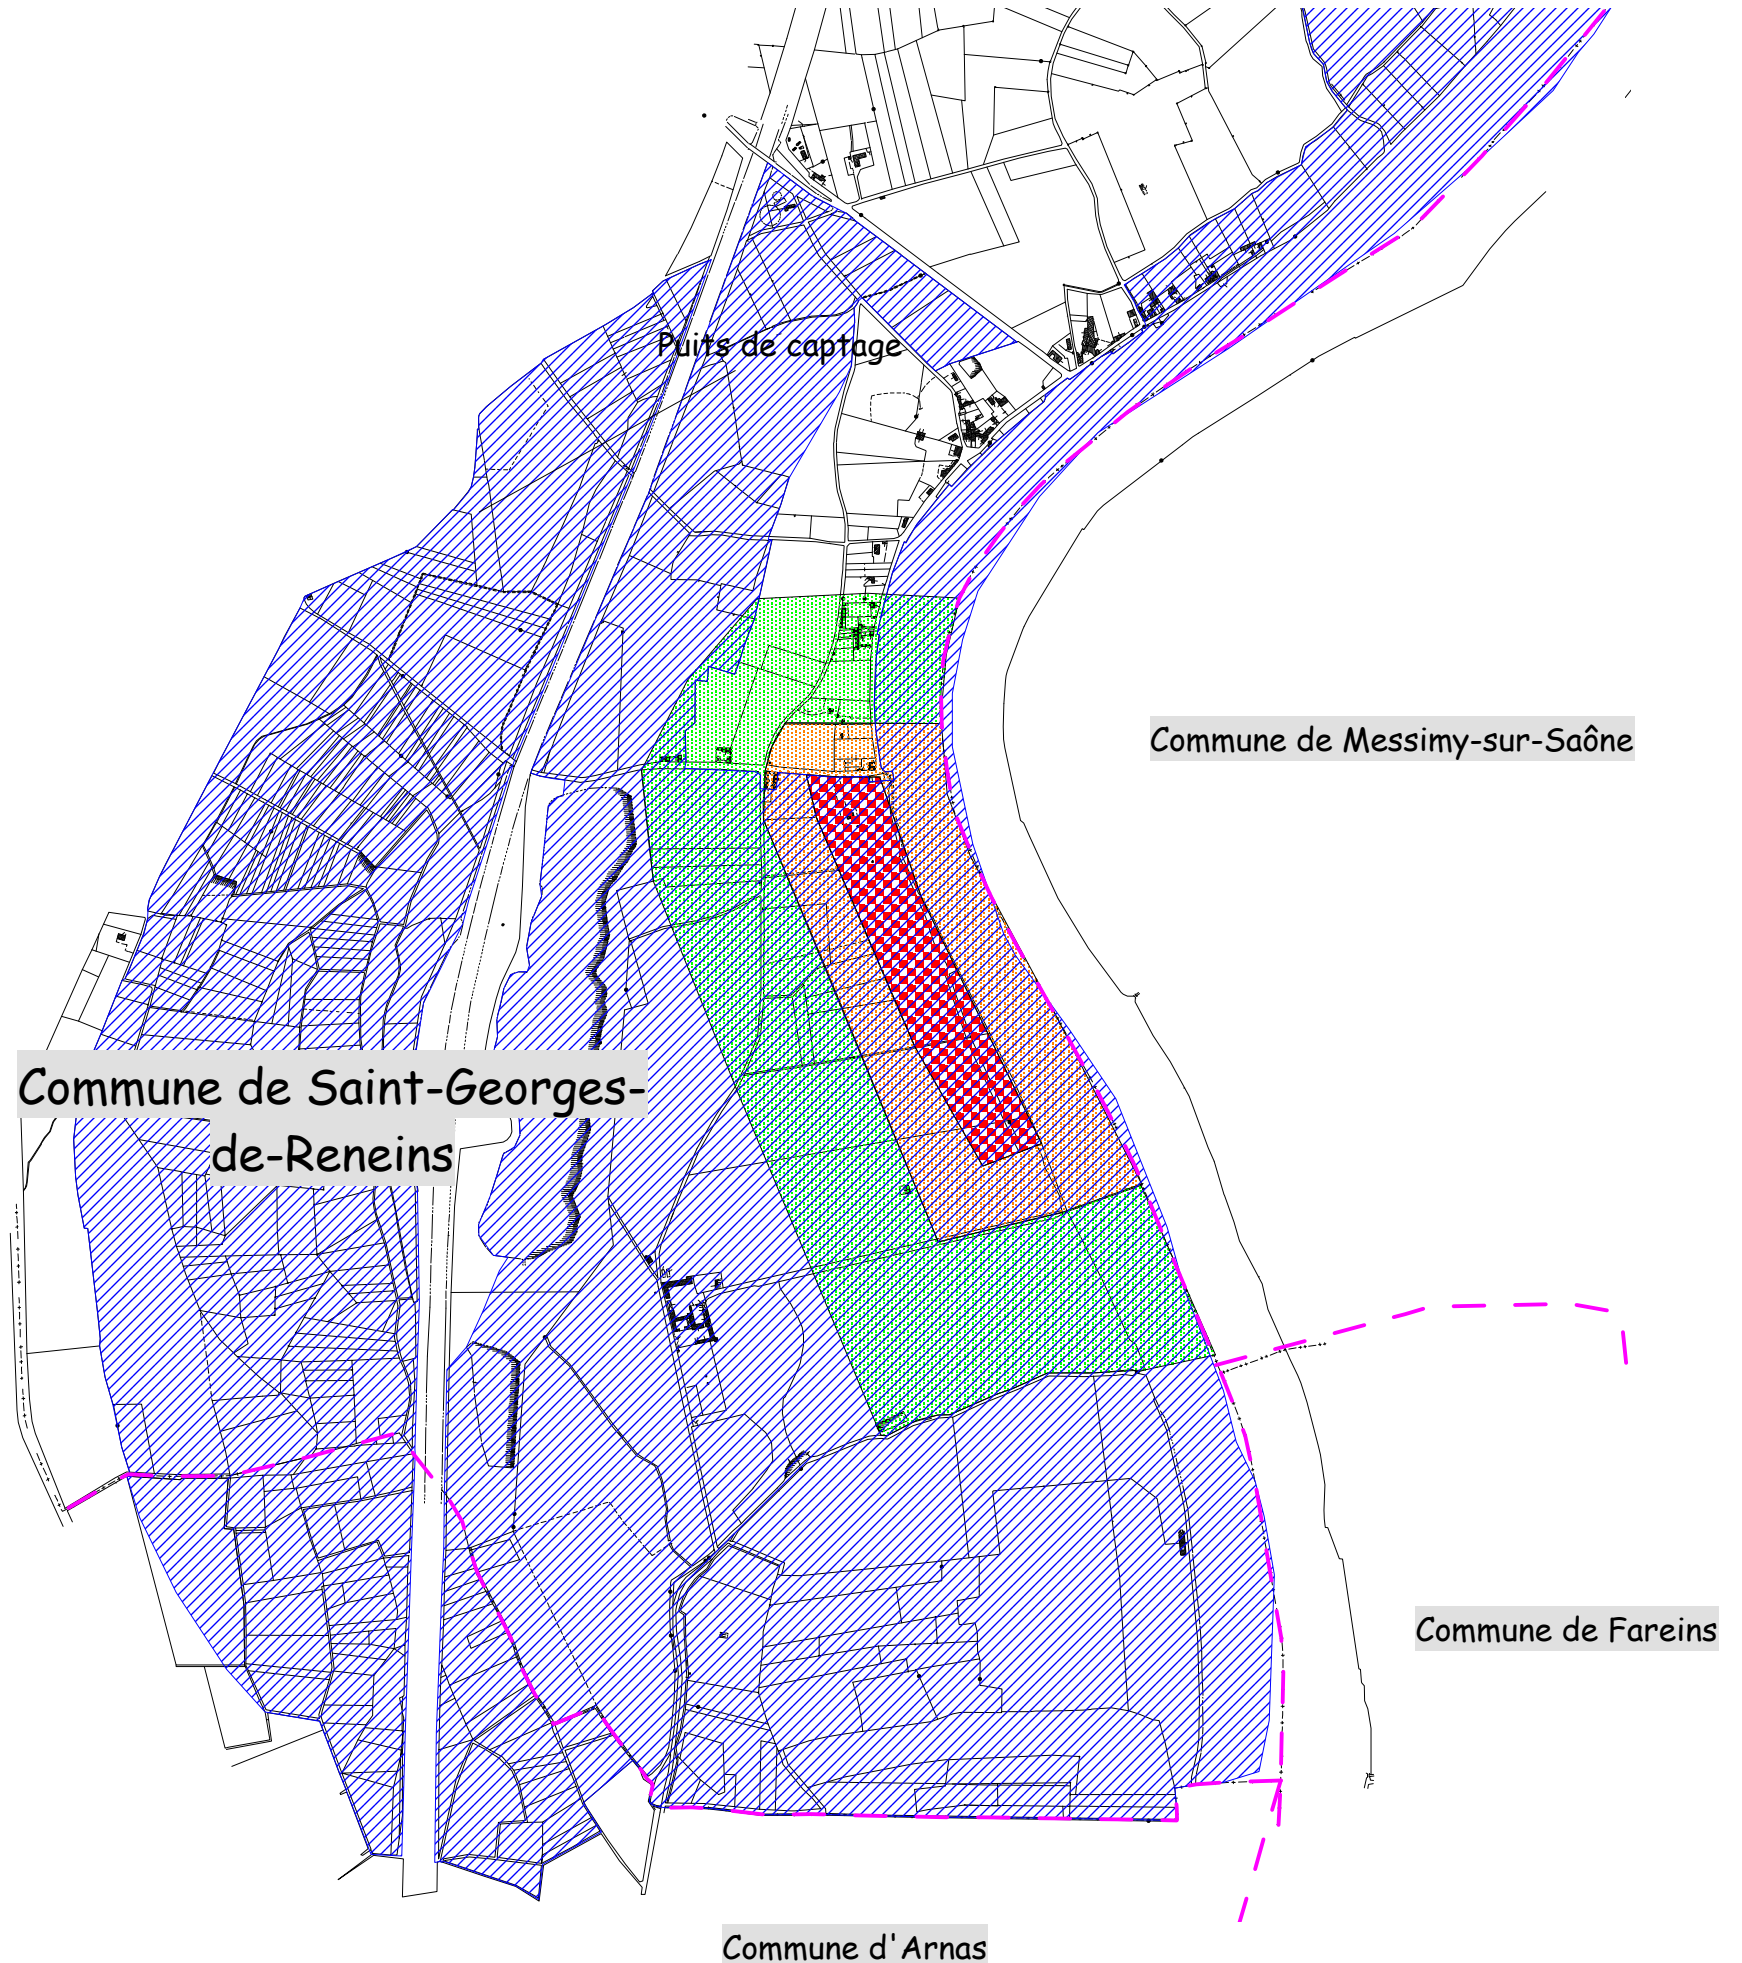 Puits de captage
Commune de Messimy-sur-Saône
Commune de Saint-Georges-
de-Reneins
Commune de Fareins
Commune d'Arnas